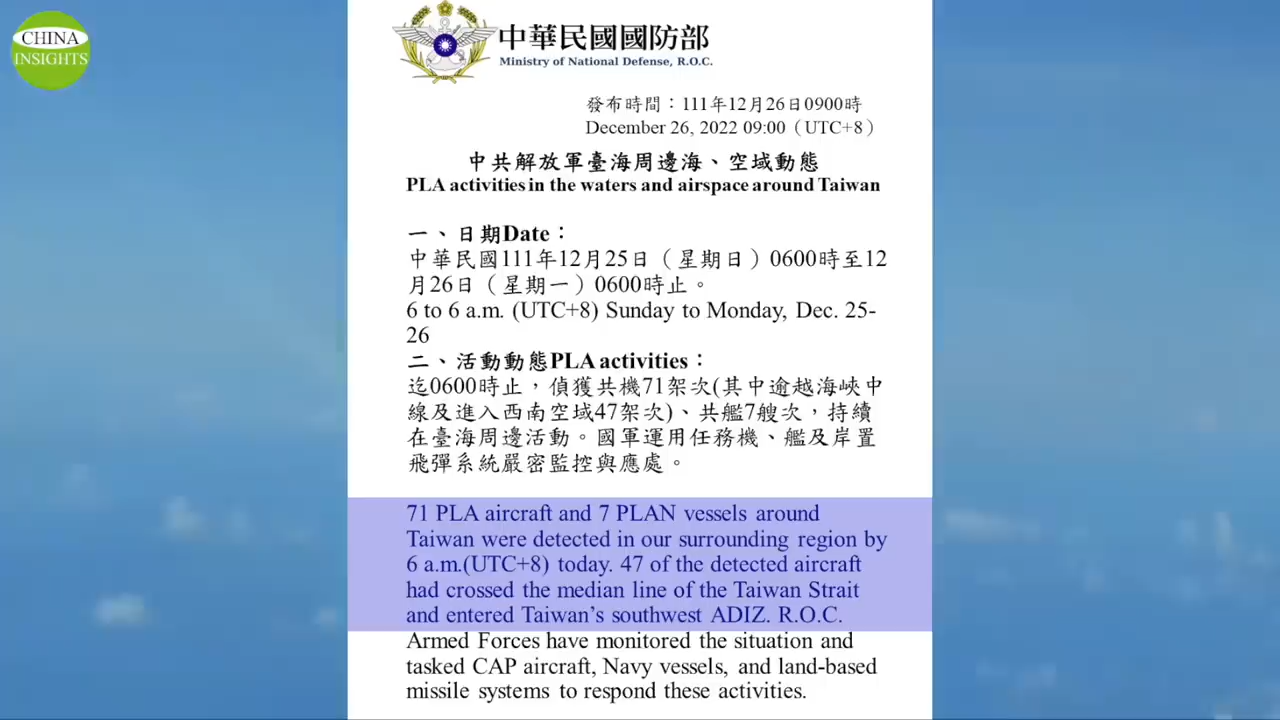 CHINA
INSIGHTS
中華民國國防部
Ministry of National Defense, R.O.C.
發布時間：111年12月26日0900時
December 26, 2022 09:00（UTC+8）
中共解放軍臺海周邊海、空域動態
PLA activities in the waters and airspace around Taiwan
一、日期Date：
中華民國111年12月25日（星期日）0600時至12
月26日（星期一）0600時止。
6 to 6 a.m. (UTC+8) Sunday to Monday, Dec. 25-
26
二、活動動態PLA activities：
迄0600時止，偵獲共機71架次(其中逾越海峽中
線及進入西南空域47架次)、共艦7艘次，持續
在臺海周邊活動。國軍運用任務機、艦及岸置
飛彈系統嚴密監控與應處。
71 PLA aircraft and 7 PLAN vessels around
Taiwan were detected in our surrounding region by
6 a.m.(UTC+8) today. 47 of the detected aircraft
had crossed the median line of the Taiwan Strait
and entered Taiwan’s southwest ADIZ. R.O.C.
Armed Forces have monitored the situation and
tasked CAP aircraft, Navy vessels, and land-based
missile systems to respond these activities.